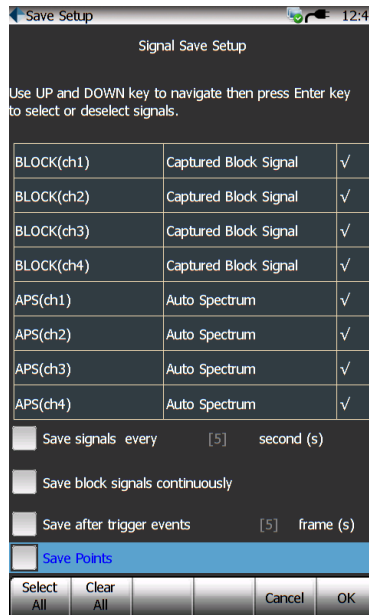 Save Setup 12:4
Signal Save Setup
Use UP and DOWN key to navigate then press Enter key
to select or deselect signals.
BLOCK(ch1) Captured Block Signal √
BLOCK(ch2) Captured Block Signal √
BLOCK(ch3) Captured Block Signal √
BLOCK(ch4) Captured Block Signal √
APS(ch1) Auto Spectrum √
APS(ch2) Auto Spectrum √
APS(ch3) Auto Spectrum √
APS(ch4) Auto Spectrum √
Save signals every [5] second (s)
Save block signals continuously
Save after trigger events [5] frame (s)
Save Points
Select All Clear All Cancel OK